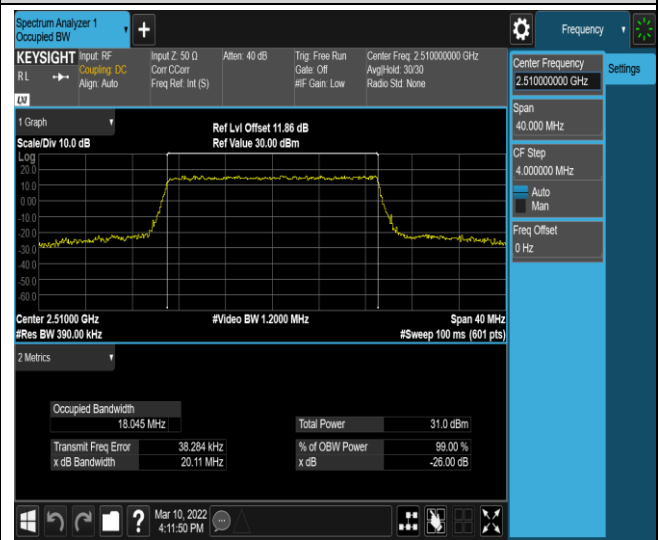 Spectrum Analyzer 1
Occupied BW
Frequency
KEYSIGHT
R L
LXI
Input: RF
Coupling: DC
Align: Auto
Input Z: 50 Ω
Corr CCorr
Freq Ref: Int (S)
Atten: 40 dB
Trig: Free Run
Gate: Off
#IF Gain: Low
Center Freq: 2.510000000 GHz
Avg|Hold: 30/30
Radio Std: None
Center Frequency
2.510000000 GHz
Settings
Span
40.000 MHz
CF Step
4.000000 MHz
Auto
Man
Freq Offset
0 Hz
1 Graph
Scale/Div 10.0 dB
Ref Lvl Offset 11.86 dB
Ref Value 30.00 dBm
Log
20.0
10.0
0.00
-10.0
-20.0
-30.0
-40.0
-50.0
-60.0
Center 2.51000 GHz
#Video BW 1.2000 MHz
Span 40 MHz
#Res BW 390.00 kHz
#Sweep 100 ms (601 pts)
2 Metrics
Occupied Bandwidth
18.045 MHz
Total Power 31.0 dBm
Transmit Freq Error 38.284 kHz
% of OBW Power 99.00 %
x dB Bandwidth 20.11 MHz
x dB -26.00 dB
Mar 10, 2022
4:11:50 PM